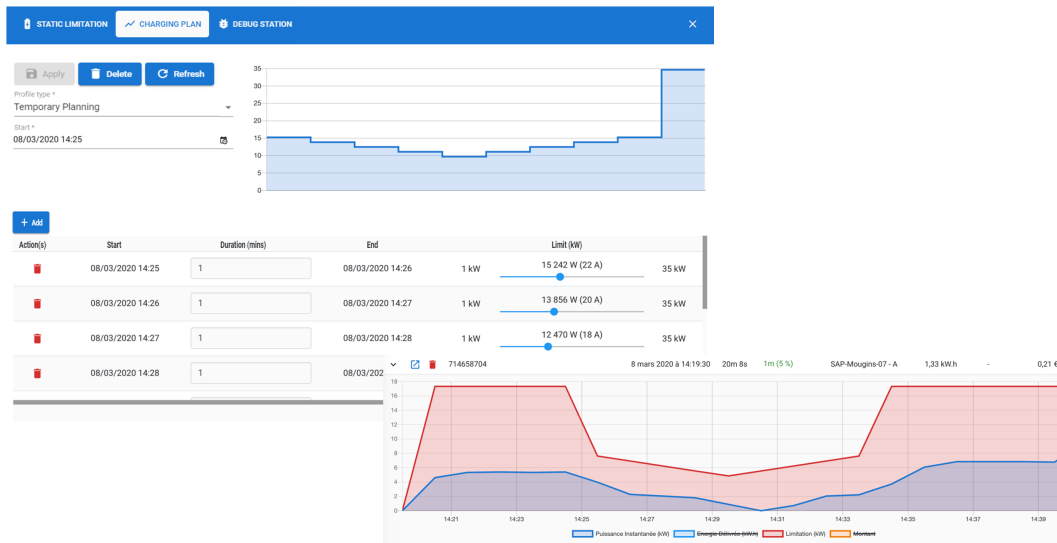 STATIC LIMITATION CHARGING PLAN DEBUG STATION
Apply Delete Refresh
Profile type *
Temporary Planning
Start *
08/03/2020 14:25
35
30
25
20
15
10
5
0
+ Add
Action(s) Start Duration (mins) End Limit (kW)
08/03/2020 14:25 1 08/03/2020 14:26 1 kW 15 242 W (22 A) 35 kW
08/03/2020 14:26 1 08/03/2020 14:27 1 kW 13 856 W (20 A) 35 kW
08/03/2020 14:27 1 08/03/2020 14:28 1 kW 12 470 W (18 A) 35 kW
08/03/2020 14:28 1 08/03/202
714658704 8 mars 2020 à 14:19:30 20m 8s 1m (5 %) SAP-Mougins-07 - A 1,33 kW.h - 0,21 €
18
16
14
12
10
8
6
4
2
0
14:21 14:23 14:25 14:27 14:29 14:31 14:33 14:35 14:37 14:39
Puissance Instantanée (kW) Energie Délivrée (kW.h) Limitation (kW) Montant